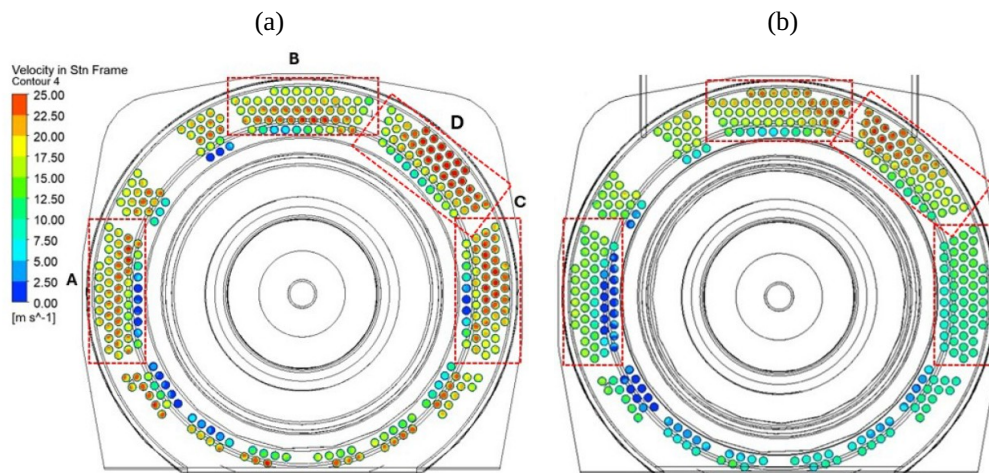 (a)
(b)
Velocity in Stn Frame
Contour 4
25.00
22.50
20.00
17.50
15.00
12.50
10.00
7.50
5.00
2.50
0.00
[m s^-1]
B
D
C
A